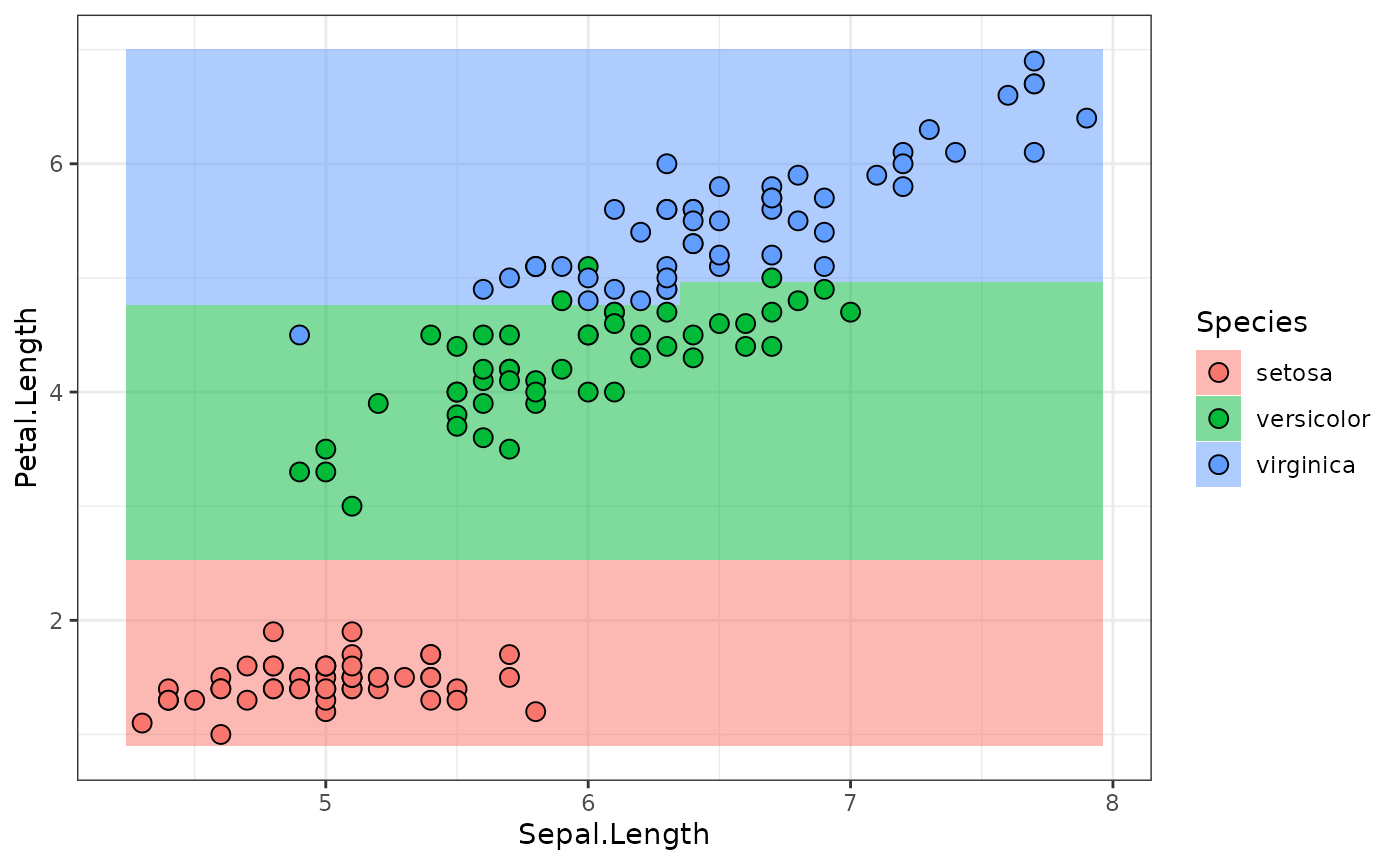 6
4
2
Petal.Length
5 6 7 8
Sepal.Length
Species
setosa
versicolor
virginica